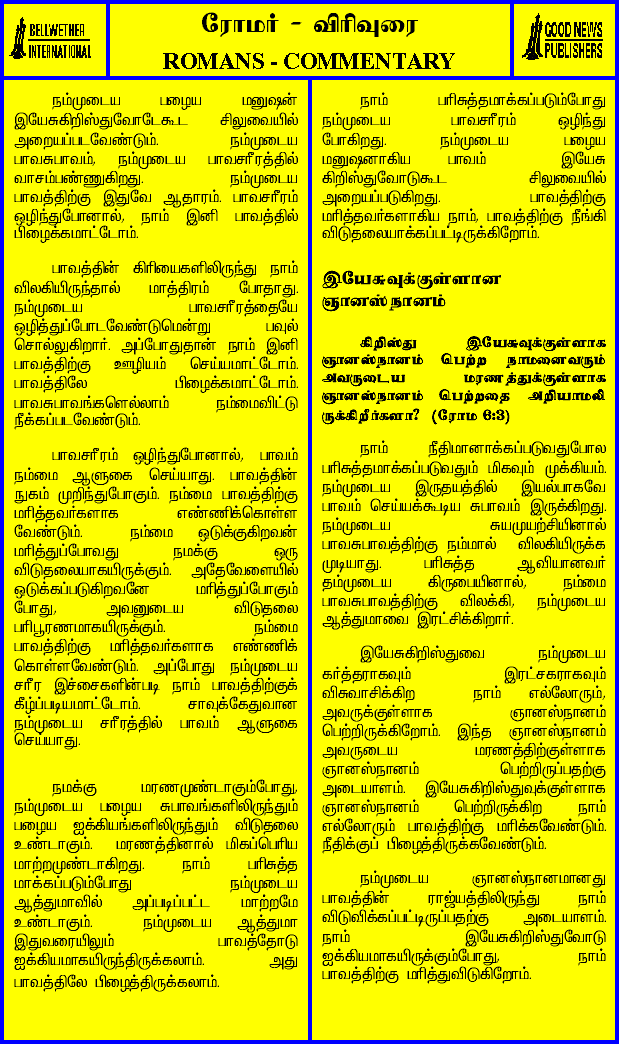 BELLWETHER
INTERNATIONAL
ரோமர் - விரிவுரை
ROMANS - COMMENTARY
GOOD NEWS
PUBLISHERS
நம்முடைய பழைய மனுஷன்
இயேசுகிறிஸ்துவோடேகூட சிலுவையில்
அறையப்படவேண்டும். நம்முடைய
பாவசுபாவம், நம்முடைய பாவசரீரத்தில்
வாசம்பண்ணுகிறது. நம்முடைய
பாவத்திற்கு இதுவே ஆதாரம். பாவசரீரம்
ஒழிந்துபோனால், நாம் இனி பாவத்தில்
பிழைக்கமாட்டோம்.
பாவத்தின் கிரியைகளிலிருந்து நாம்
விலகியிருந்தால் மாத்திரம் போதாது.
நம்முடைய பாவசரீரத்தையே
ஒழித்துப்போடவேண்டுமென்று பவுல்
சொல்லுகிறார். அப்போதுதான் நாம் இனி
பாவத்திற்கு ஊழியம் செய்யமாட்டோம்.
பாவத்திலே பிழைக்கமாட்டோம்.
பாவசுபாவங்களெல்லாம் நம்மைவிட்டு
நீக்கப்படவேண்டும்.
பாவசரீரம் ஒழிந்துபோனால், பாவம்
நம்மை ஆளுகை செய்யாது. பாவத்தின்
நுகம் முறிந்துபோகும். நம்மை பாவத்திற்கு
மரித்தவர்களாக எண்ணிக்கொள்ள
வேண்டும். நம்மை ஒடுக்குகிறவன்
மரித்துப்போவது நமக்கு ஒரு
விடுதலையாகயிருக்கும். அதேவேளையில்
ஒடுக்கப்படுகிறவனே மரித்துப்போகும்
போது, அவனுடைய விடுதலை
பரிபூரணமாகயிருக்கும். நம்மை
பாவத்திற்கு மரித்தவர்களாக எண்ணிக்
கொள்ளவேண்டும். அப்போது நம்முடைய
சரீர இச்சைகளின்படி நாம் பாவத்திற்குக்
கீழ்ப்படியமாட்டோம். சாவுக்கேதுவான
நம்முடைய சரீரத்தில் பாவம் ஆளுகை
செய்யாது.
நமக்கு மரணமுண்டாகும்போது,
நம்முடைய பழைய சுபாவங்களிலிருந்தும்
பழைய ஐக்கியங்களிலிருந்தும் விடுதலை
உண்டாகும். மரணத்தினால் மிகப்பெரிய
மாற்றமுண்டாகிறது. நாம் பரிசுத்த
மாக்கப்படும்போது நம்முடைய
ஆத்துமாவில் அப்படிப்பட்ட மாற்றமே
உண்டாகும். நம்முடைய ஆத்துமா
இதுவரையிலும் பாவத்தோடு
ஐக்கியமாகயிருந்திருக்கலாம். அது
பாவத்திலே பிழைத்திருக்கலாம்.
நாம் பரிசுத்தமாக்கப்படும்போது
நம்முடைய பாவசரீரம் ஒழிந்து
போகிறது. நம்முடைய பழைய
மனுஷனாகிய பாவம் இயேசு
கிறிஸ்துவோடுகூட சிலுவையில்
அறையப்படுகிறது. பாவத்திற்கு
மரித்தவர்களாகிய நாம், பாவத்திற்கு நீங்கி
விடுதலையாக்கப்பட்டிருக்கிறோம்.
இயேசுவுக்குள்ளான
ஞானஸ்நானம்
கிறிஸ்து இயேசுவுக்குள்ளாக
ஞானஸ்நானம் பெற்ற நாமனைவரும்
அவருடைய மரணத்துக்குள்ளாக
ஞானஸ்நானம் பெற்றதை அறியாமலி
ருக்கிறீர்களா? (ரோம 6:3)
நாம் நீதிமானாக்கப்படுவதுபோல
பரிசுத்தமாக்கப்படுவதும் மிகவும் முக்கியம்.
நம்முடைய இருதயத்தில் இயல்பாகவே
பாவம் செய்யக்கூடிய சுபாவம் இருக்கிறது.
நம்முடைய சுயமுயற்சியினால்
பாவசுபாவத்திற்கு நம்மால் விலகியிருக்க
முடியாது. பரிசுத்த ஆவியானவர்
தம்முடைய கிருபையினால், நம்மை
பாவசுபாவத்திற்கு விலக்கி, நம்முடைய
ஆத்துமாவை இரட்சிக்கிறார்.
இயேசுகிறிஸ்துவை நம்முடைய
கர்த்தராகவும் இரட்சகராகவும்
விசுவாசிக்கிற நாம் எல்லோரும்,
அவருக்குள்ளாக ஞானஸ்நானம்
பெற்றிருக்கிறோம். இந்த ஞானஸ்நானம்
அவருடைய மரணத்திற்குள்ளாக
ஞானஸ்நானம் பெற்றிருப்பதற்கு
அடையாளம். இயேசுகிறிஸ்துவுக்குள்ளாக
ஞானஸ்நானம் பெற்றிருக்கிற நாம்
எல்லோரும் பாவத்திற்கு மரிக்கவேண்டும்.
நீதிக்குப் பிழைத்திருக்கவேண்டும்.
நம்முடைய ஞானஸ்நானமானது
பாவத்தின் ராஜ்யத்திலிருந்து நாம்
விடுவிக்கப்பட்டிருப்பதற்கு அடையாளம்.
நாம் இயேசுகிறிஸ்துவோடு
ஐக்கியமாகயிருக்கும்போது, நாம்
பாவத்திற்கு மரித்துவிடுகிறோம்.